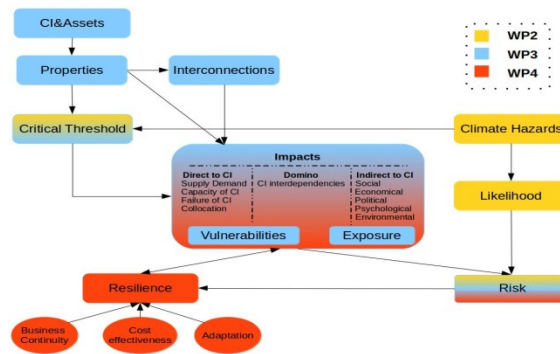 CI&Assets
WP2
WP3
WP4
Properties
Interconnections
Critical Threshold
Climate Hazards
Impacts
Direct to CI
Supply Demand
Capacity of CI
Failure of CI
Collocation
Domino
CI interdependencies
Indirect to CI
Social
Economical
Political
Psychological
Environmental
Likelihood
Vulnerabilities
Exposure
Resilience
Risk
Business
Continuity
Cost
effectiveness
Adaptation